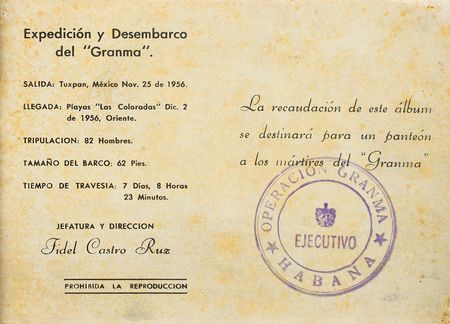 Expedición y Desembarco
del "Granma".
SALIDA: Tuxpan, México Nov. 25 de 1956.
LLEGADA: Playas "Las Coloradas" Dic. 2
de 1956, Oriente.
TRIPULACION: 82 Hombres.
TAMAÑO DEL BARCO: 62 Pies.
TIEMPO DE TRAVESIA: 7 Días, 8 Horas
23 Minutos.
JEFATURA Y DIRECCION
Fidel Castro Ruz
PROHIBIDA LA REPRODUCCION
La recaudación de este álbum
se destinará para un panteón
a los mártires del "Granma"
OPERACIÓN GRANMA
EJECUTIVO
HABANA